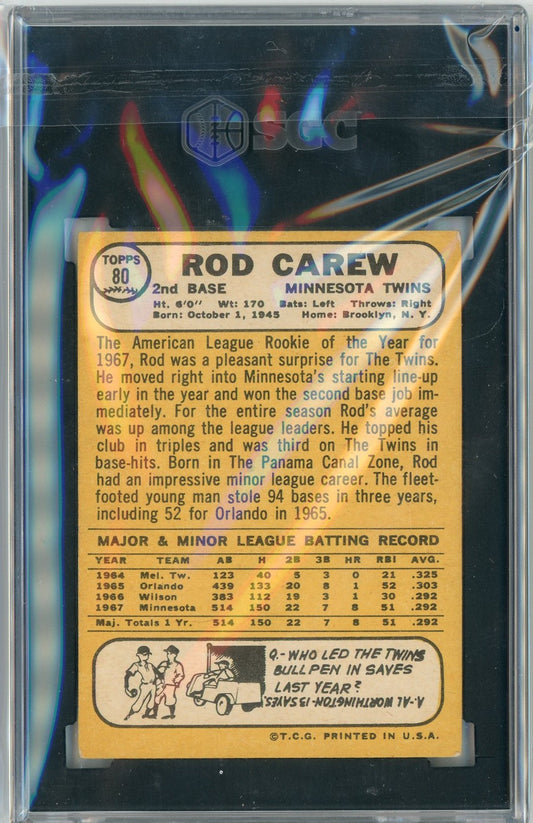 SGC
TOPPS
80
ROD CAREW
2nd BASE MINNESOTA TWINS
Ht. 6'0" Wt: 170 Bats: Left Throws: Right
Born: October 1, 1945 Home: Brooklyn, N. Y.
The American League Rookie of the Year for
1967, Rod was a pleasant surprise for The Twins.
He moved right into Minnesota's starting line-up
early in the year and won the second base job im-
mediately. For the entire season Rod's average
was up among the league leaders. He topped his
club in triples and was third on The Twins in
base-hits. Born in The Panama Canal Zone, Rod
had an impressive minor league career. The fleet-
footed young man stole 94 bases in three years,
including 52 for Orlando in 1965.
MAJOR & MINOR LEAGUE BATTING RECORD
YEAR TEAM AB H 2B 3B HR RBI AVG.
1964 Mel. Tw. 123 40 5 3 0 21 .325
1965 Orlando 439 133 20 8 1 52 .303
1966 Wilson 383 112 19 3 1 30 .292
1967 Minnesota 514 150 22 7 8 51 .292
Maj. Totals 1 Yr. 514 150 22 7 8 51 .292
Q.- WHO LED THE TWINS
BULLPEN IN SAVES
LAST YEAR?
A.- AL WORTHINGTON-13 SAVES.
©T.C.G. PRINTED IN U.S.A.